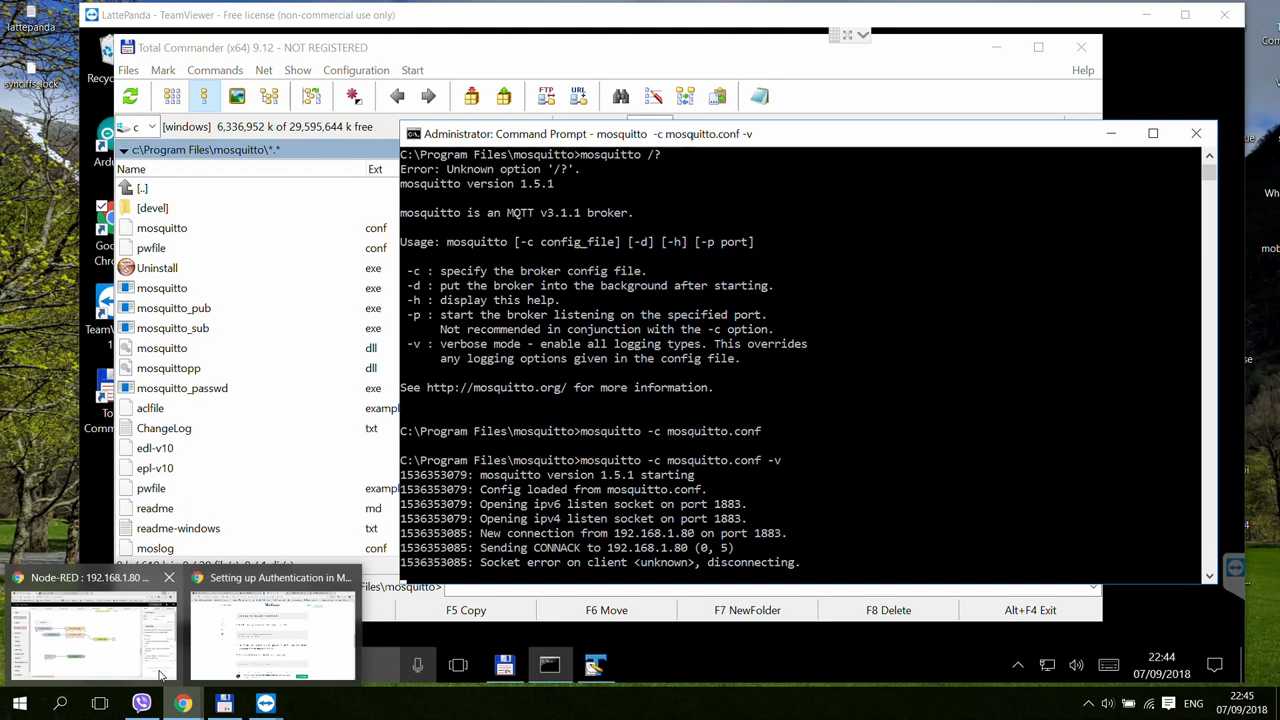 lattepanda
synciffs_lock
LattePanda - TeamViewer - Free license (non-commercial use only)
Total Commander (x64) 9.12 - NOT REGISTERED
Files Mark Commands Net Show Configuration Start Help
FTP URL
c [windows] 6,336,952 k of 29,595,644 k free
c:\Program Files\mosquitto\*.*
Name Ext
[..]
[devel]
mosquitto conf
pwfile conf
Uninstall exe
mosquitto exe
mosquitto_pub exe
mosquitto_sub exe
mosquitto dll
mosquittopp dll
mosquitto_passwd exe
aclfile example
ChangeLog txt
edl-v10
epl-v10
pwfile example
readme md
readme-windows txt
moslog conf
Administrator: Command Prompt - mosquitto -c mosquitto.conf -v
C:\Program Files\mosquitto>mosquitto /?
Error: Unknown option '/?'.
mosquitto version 1.5.1
mosquitto is an MQTT v3.1.1 broker.
Usage: mosquitto [-c config_file] [-d] [-h] [-p port]
-c : specify the broker config file.
-d : put the broker into the background after starting.
-h : display this help.
-p : start the broker listening on the specified port.
Not recommended in conjunction with the -c option.
-v : verbose mode - enable all logging types. This overrides
any logging options given in the config file.
See http://mosquitto.org/ for more information.
C:\Program Files\mosquitto>mosquitto -c mosquitto.conf
C:\Program Files\mosquitto>mosquitto -c mosquitto.conf -v
1536353079: mosquitto version 1.5.1 starting
1536353079: Config loaded from mosquitto.conf.
1536353079: Opening ipv6 listen socket on port 1883.
1536353079: Opening ipv4 listen socket on port 1883.
1536353085: New connection from 192.168.1.80 on port 1883.
1536353085: Sending CONNACK to 192.168.1.80 (0, 5)
1536353085: Socket error on client <unknown>, disconnecting.
Node-RED : 192.168.1.80 ...
Setting up Authentication in M...
Files\mosquitto>
F5 Copy F6 Move F7 NewFolder F8 Delete Alt+F4 Exit
22:44
07/09/2018
ENG
22:45
07/09/2018